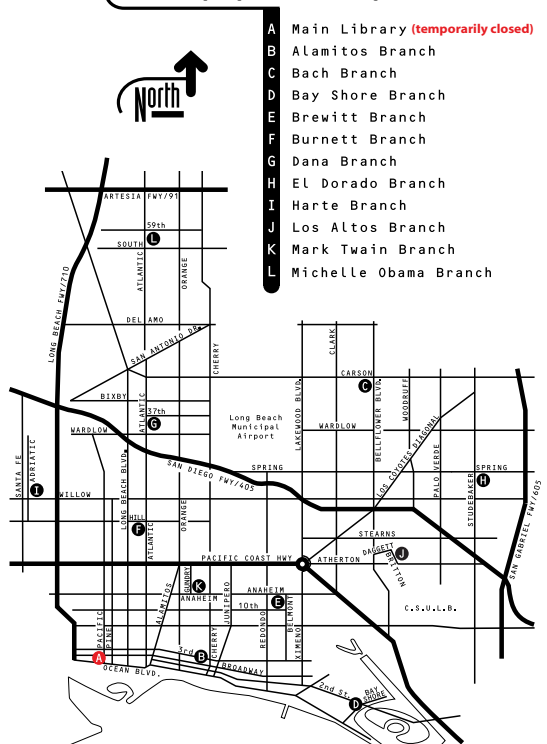 A Main Library (temporarily closed)
B Alamitos Branch
C Bach Branch
D Bay Shore Branch
E Brewitt Branch
F Burnett Branch
G Dana Branch
H El Dorado Branch
I Harte Branch
J Los Altos Branch
K Mark Twain Branch
L Michelle Obama Branch
North
ARTESIA FWY/91
59th
L
SOUTH
ATLANTIC
ORANGE
LONG BEACH FWY/710
DEL AMO
SAN ANTONIO DR.
CHERRY
CLARK
CARSON
C
LAKEWOOD BLVD.
BELLFLOWER BLVD.
WOODRUFF
BIXBY
ATLANTIC
37th
G
Long Beach
Municipal
Airport
WARDLOW
WARDLOW
LOS COYOTES DIAGONAL
PALO VERDE
STUDEBAKER
SANTA FE
ADRIATIC
I
WILLOW
LONG BEACH BLVD.
SAN DIEGO FWY/405
SPRING
SPRING
H
SAN GABRIEL FWY/605
HILL
F
ATLANTIC
ORANGE
STEARNS
DAGGETT
J
BRITTON
PACIFIC COAST HWY
ATHERTON
GUNDRY
K
ANAHEIM
ANAHEIM
JUNIPERO
10th
E
REDONDO
BELMONT
XIMENO
C.S.U.L.B.
ALAMITOS
PACIFIC
PINE
A
OCEAN BLVD.
3rd
B
CHERRY
BROADWAY
2nd St.
BAY
SHORE
D